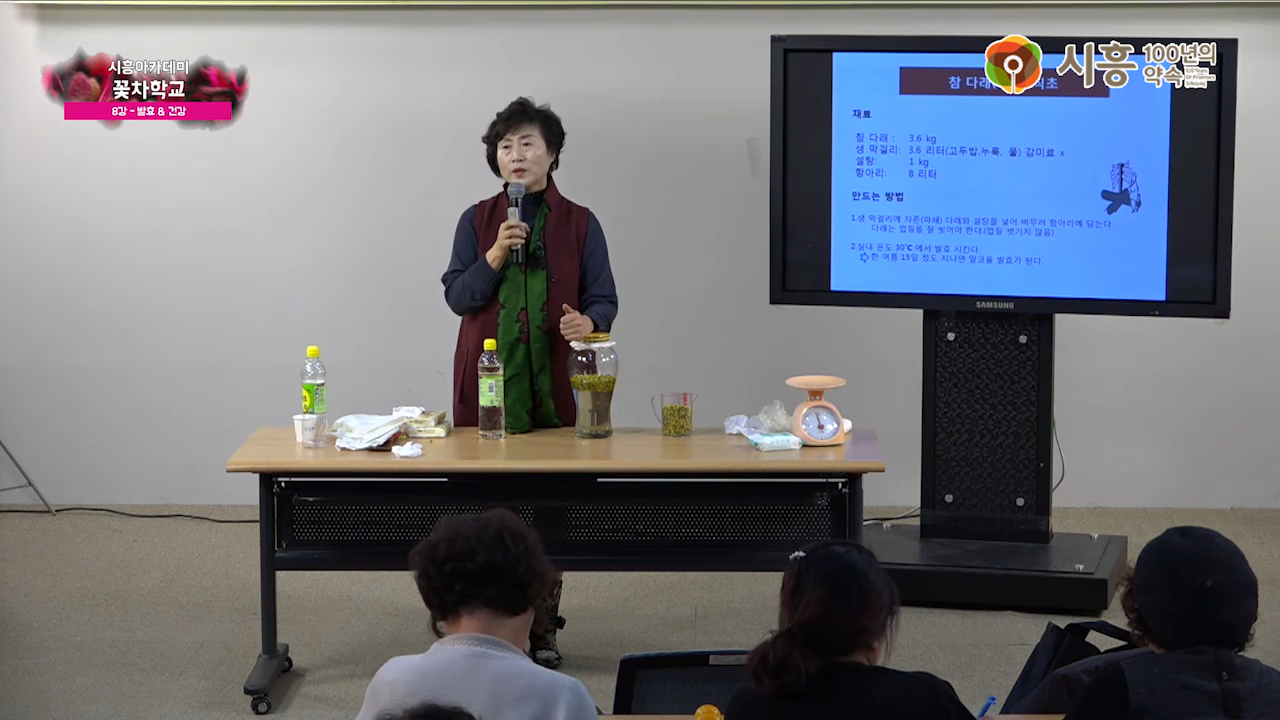 시흥아카데미
꽃차학교
8강 - 발효 & 건강
시흥 100년의
약속
참 다래
초
재료
참 다래 : 3.6 kg
생 막걸리: 3.6 리터(고두밥,누룩, 물) 감미료 x
설탕: 1 kg
항아리: 8 리터
만드는 방법
1.생 막걸리에 자른(파쇄) 다래와 설탕을 넣어 버무려 항아리에 담는다.
다래는 껍질을 잘 씻어야 한다.(껍질 벗기지 않음)
2.실내 온도 30℃ 에서 발효 시킨다.
한 여름 15일 정도 지나면 알코올 발효가 된다.
SAMSUNG